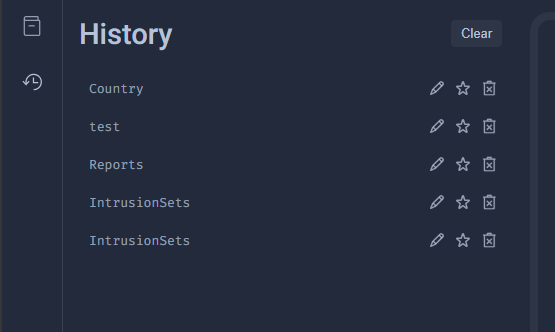 History
Clear
Country
test
Reports
IntrusionSets
IntrusionSets